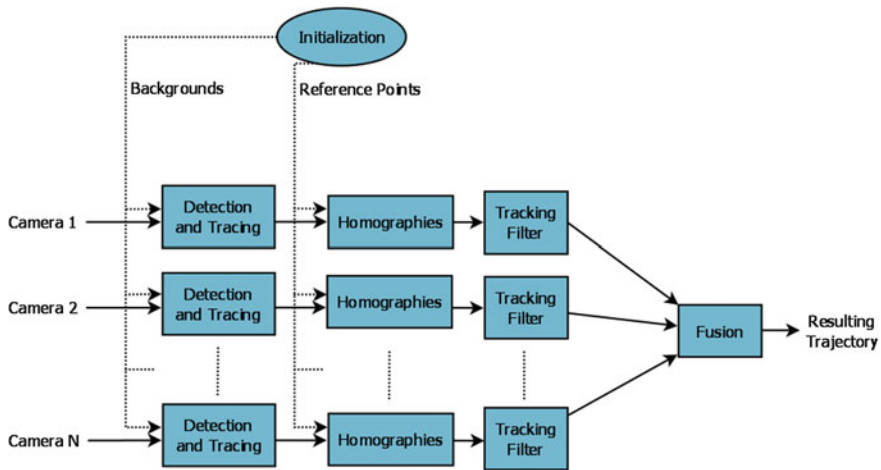 Initialization
Backgrounds
Reference Points
Camera 1
Detection
and Tracing
Homographies
Tracking
Filter
Camera 2
Detection
and Tracing
Homographies
Tracking
Filter
Fusion
Resulting
Trajectory
Camera N
Detection
and Tracing
Homographies
Tracking
Filter